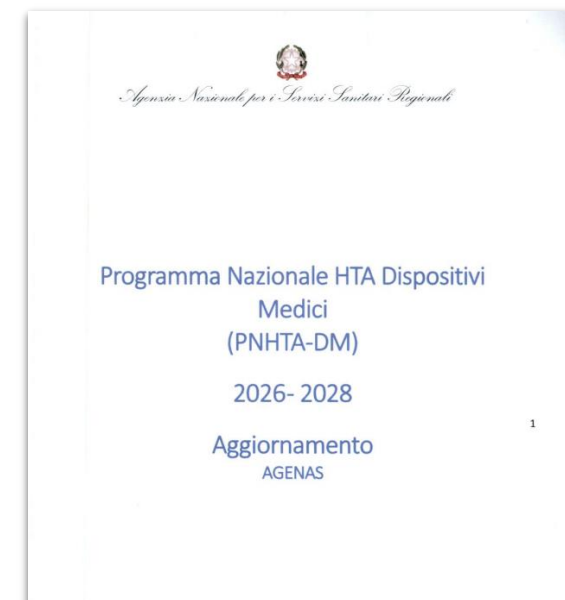 Agenzia Nazionale per i Servizi Sanitari Regionali
Programma Nazionale HTA Dispositivi
Medici
(PNHTA-DM)
2026- 2028
1
Aggiornamento
AGENAS